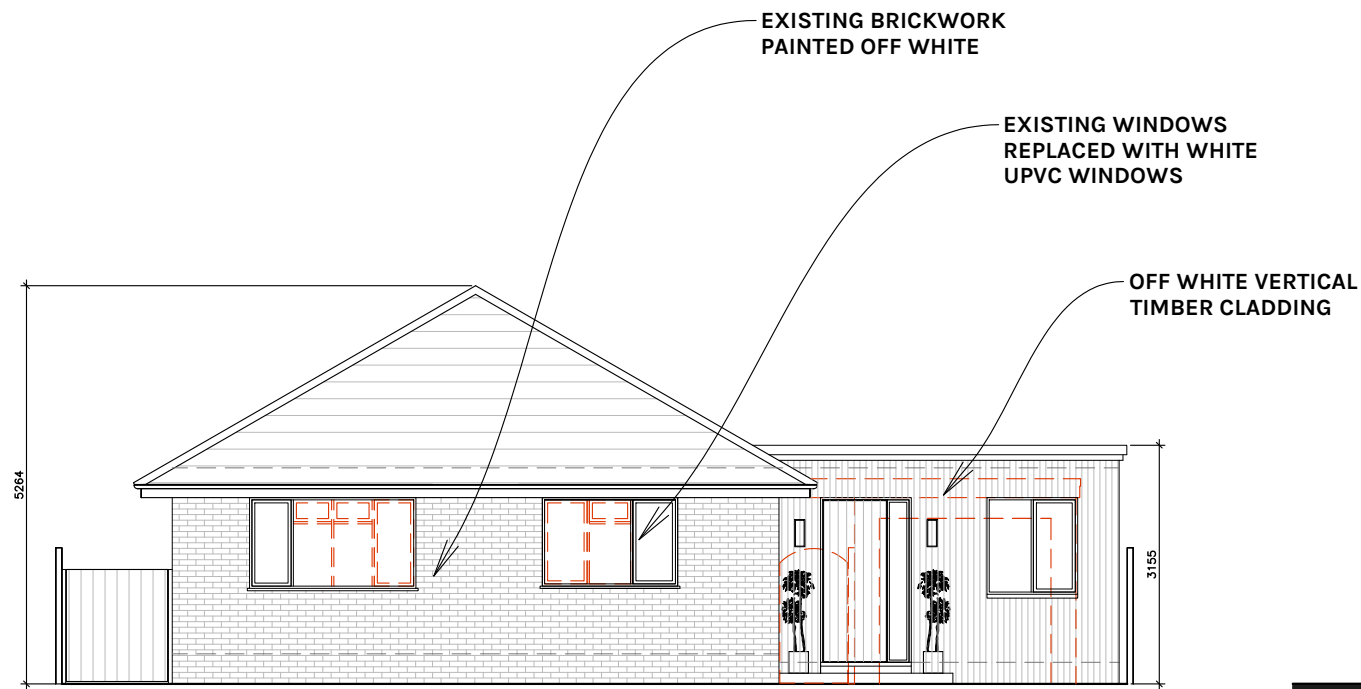 EXISTING BRICKWORK
PAINTED OFF WHITE
EXISTING WINDOWS
REPLACED WITH WHITE
UPVC WINDOWS
OFF WHITE VERTICAL
TIMBER CLADDING
5264
3155